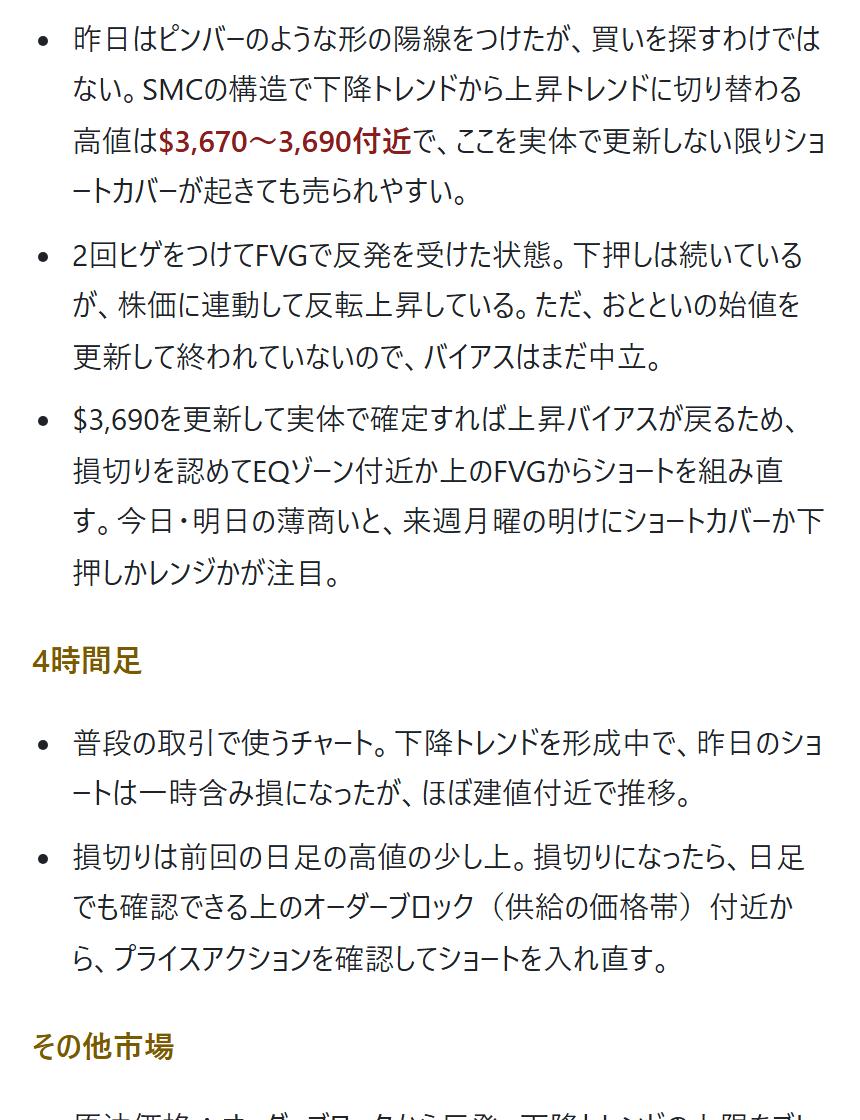 昨日はピンバーのような形の陽線をつけたが、買いを探すわけでは
ない。SMCの構造で下降トレンドから上昇トレンドに切り替わる
高値は$3,670～3,690付近で、ここを実体で更新しない限りショ
ートカバーが起きても売られやすい。
2回ヒゲをつけてFVGで反発を受けた状態。下押しは続いている
が、株価に連動して反転上昇している。ただ、おとといの始値を
更新して終われていないので、バイアスはまだ中立。
$3,690を更新して実体で確定すれば上昇バイアスが戻るため、
損切りを認めてEQゾーン付近か上のFVGからショートを組み直
す。今日・明日の薄商いと、来週月曜の明けにショートカバーか下
押しかレンジかが注目。
4時間足
普段の取引で使うチャート。下降トレンドを形成中で、昨日のショ
ートは一時含み損になったが、ほぼ建値付近で推移。
損切りは前回の日足の高値の少し上。損切りになったら、日足
でも確認できる上のオーダーブロック（供給の価格帯）付近か
ら、プライスアクションを確認してショートを入れ直す。
その他市場